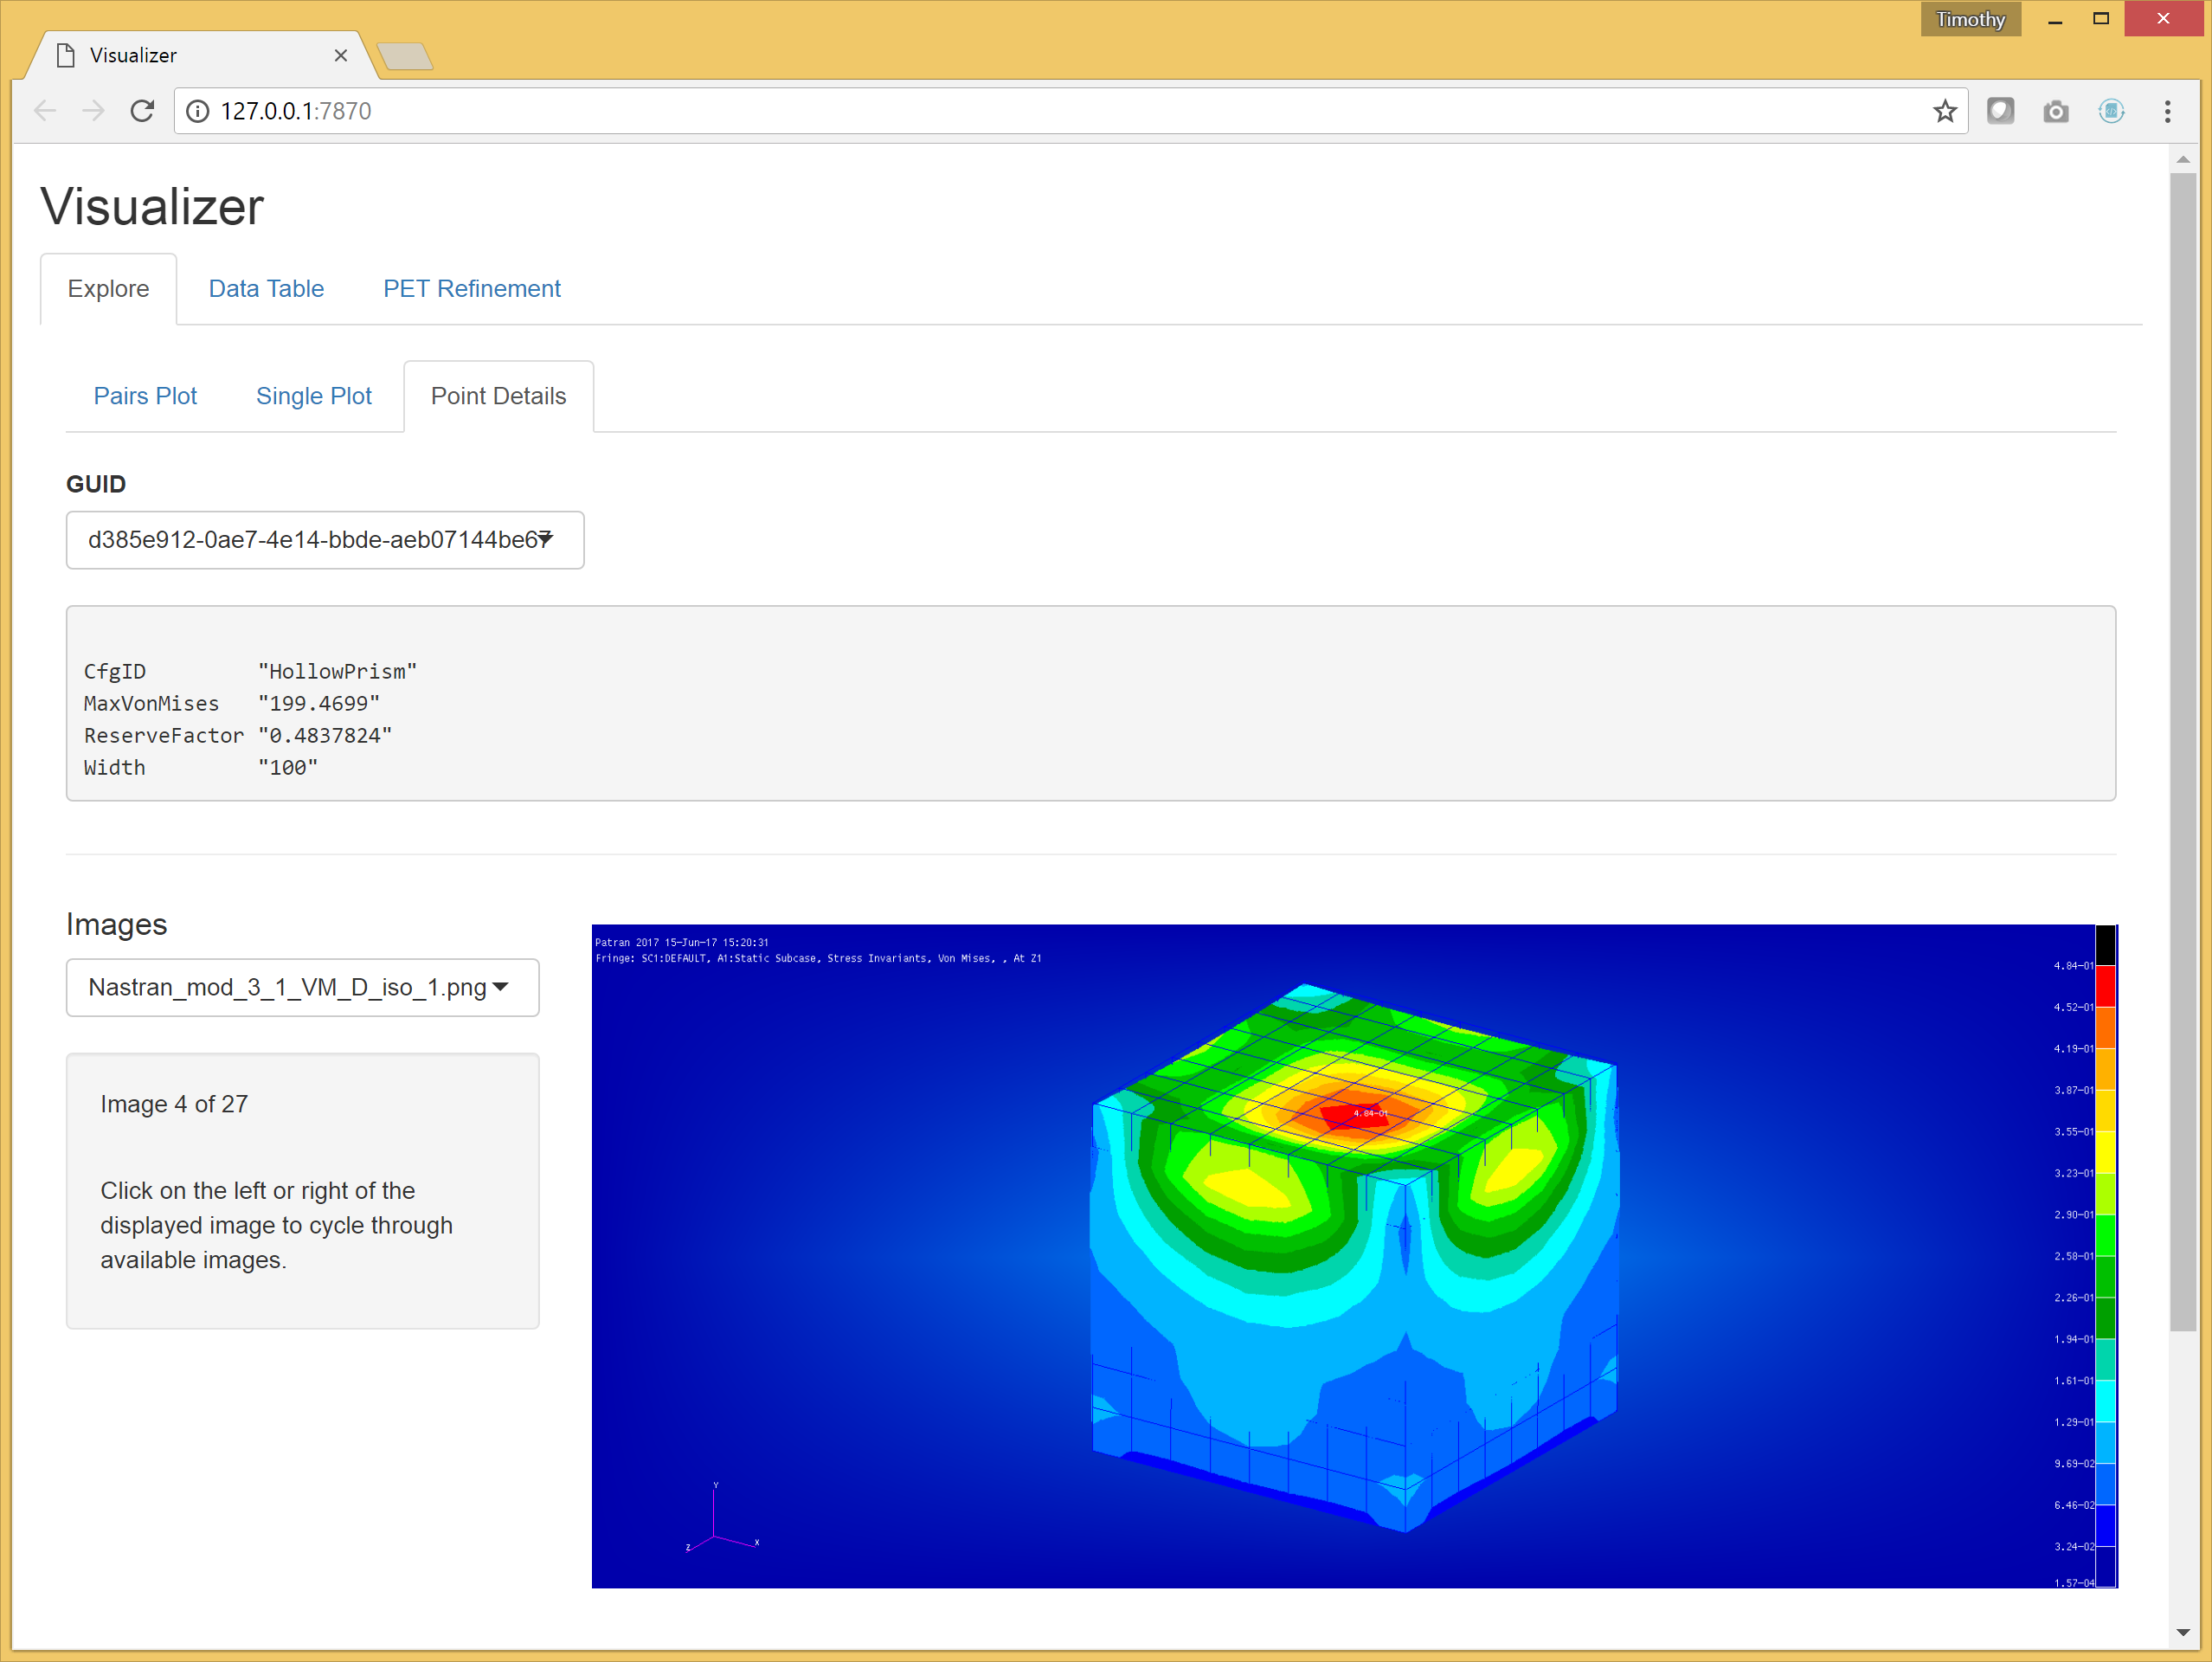 Timothy
Visualizer
127.0.0.1:7870
Visualizer
Explore Data Table PET Refinement
Pairs Plot Single Plot Point Details
GUID
d385e912-0ae7-4e14-bbde-aeb07144be67
CfgID "HollowPrism"
MaxVonMises "199.4699"
ReserveFactor "0.4837824"
Width "100"
Images
Nastran_mod_3_1_VM_D_iso_1.png
Image 4 of 27
Click on the left or right of the
displayed image to cycle through
available images.
Patran 2017 15-Jun-17 15:20:31
Fringe: SC1:DEFAULT, A1:Static Subcase, Stress Invariants, Von Mises, , At Z1
4.84-01
4.52-01
4.19-01
3.87-01
3.55-01
3.23-01
2.90-01
2.58-01
2.26-01
1.94-01
1.61-01
1.29-01
9.69-02
6.46-02
3.24-02
1.57-04
4.84-01
Y
X
Z